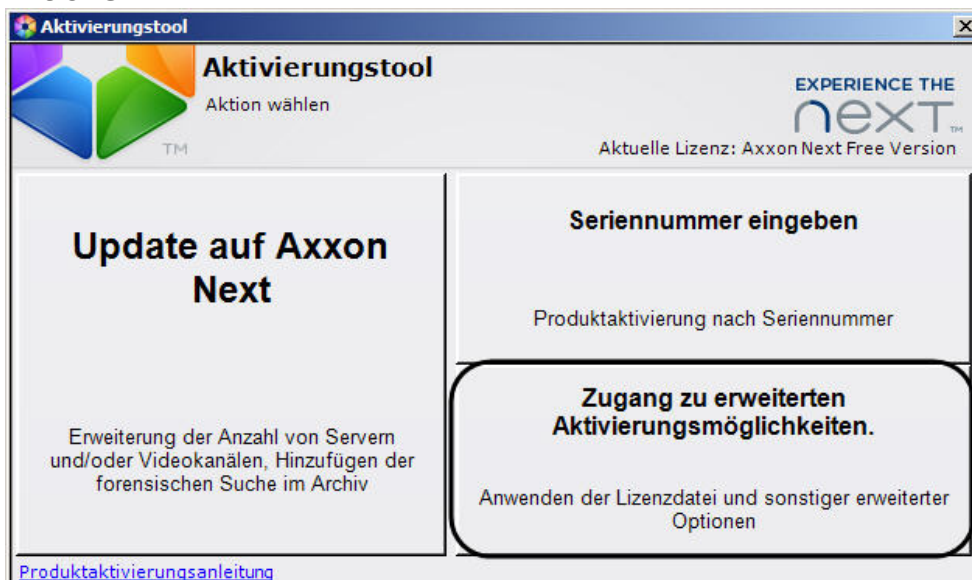 Aktivierungstool
Aktivierungstool
Aktion wählen
TM
EXPERIENCE THE
next TM
Aktuelle Lizenz: Axxon Next Free Version
Update auf Axxon
Next
Erweiterung der Anzahl von Servern
und/oder Videokanälen, Hinzufügen der
forensischen Suche im Archiv
Seriennummer eingeben
Produktaktivierung nach Seriennummer
Zugang zu erweiterten
Aktivierungsmöglichkeiten.
Anwenden der Lizenzdatei und sonstiger erweiterter
Optionen
Produktaktivierungsanleitung